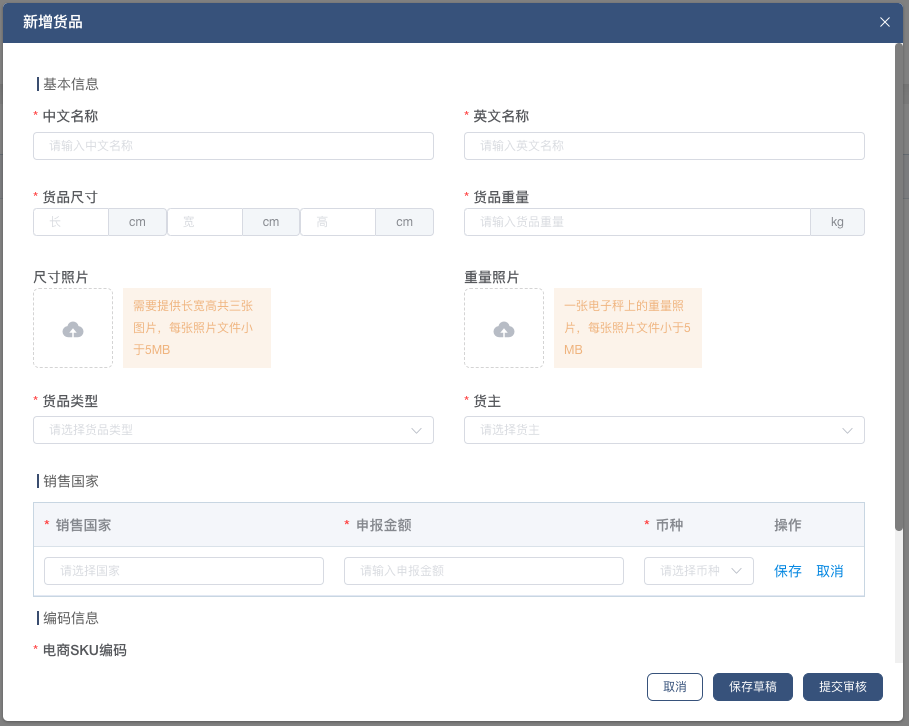 新增货品
基本信息
* 中文名称
* 英文名称
请输入中文名称
请输入英文名称
* 货品尺寸
* 货品重量
长 cm 宽 cm 高 cm
请输入货品重量 kg
尺寸照片
重量照片
需要提供长宽高共三张
图片，每张照片文件小
于5MB
一张电子秤上的重量照
片，每张照片文件小于5
MB
* 货品类型
* 货主
请选择货品类型
请选择货主
销售国家
* 销售国家 * 申报金额 * 币种 操作
请选择国家 请输入申报金额 请选择币种 保存 取消
编码信息
* 电商SKU编码
取消 保存草稿 提交审核